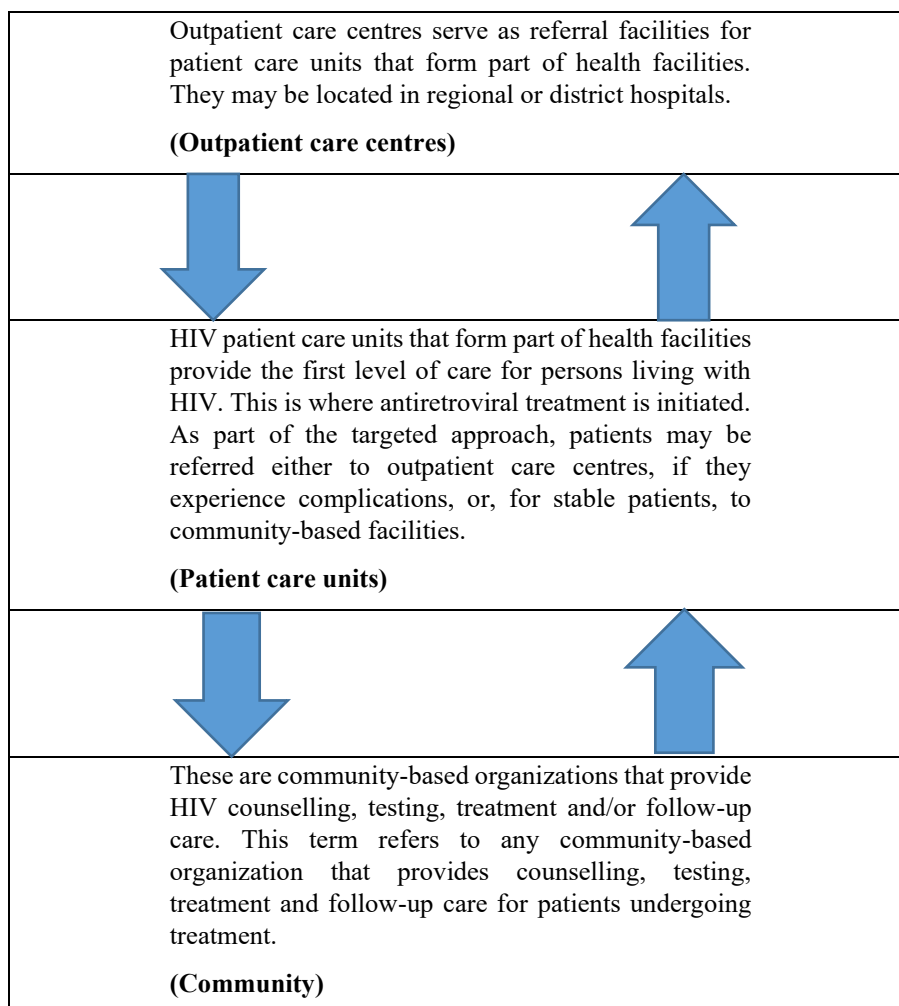 Outpatient care centres serve as referral facilities for
patient care units that form part of health facilities.
They may be located in regional or district hospitals.
(Outpatient care centres)
HIV patient care units that form part of health facilities
provide the first level of care for persons living with
HIV. This is where antiretroviral treatment is initiated.
As part of the targeted approach, patients may be
referred either to outpatient care centres, if they
experience complications, or, for stable patients, to
community-based facilities.
(Patient care units)
These are community-based organizations that provide
HIV counselling, testing, treatment and/or follow-up
care. This term refers to any community-based
organization that provides counselling, testing,
treatment and follow-up care for patients undergoing
treatment.
(Community)